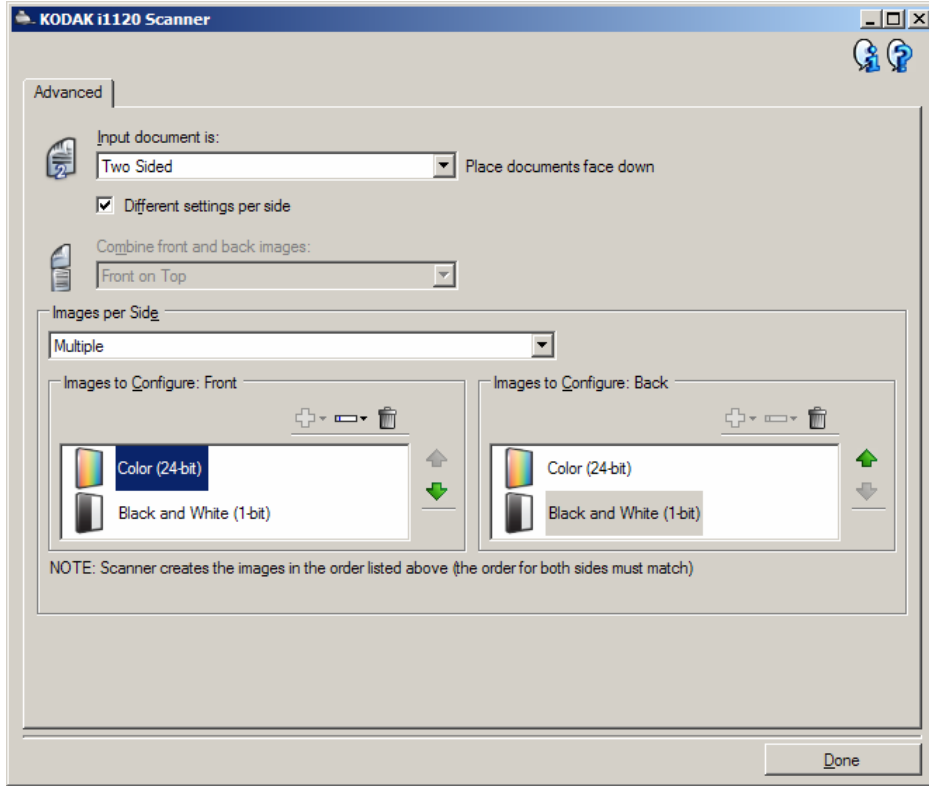 KODAK i1120 Scanner
Advanced
Input document is:
Two Sided
Place documents face down
Different settings per side
Combine front and back images:
Front on Top
Images per Side
Multiple
Images to Configure: Front
Color (24-bit)
Black and White (1-bit)
Images to Configure: Back
Color (24-bit)
Black and White (1-bit)
NOTE: Scanner creates the images in the order listed above (the order for both sides must match)
Done